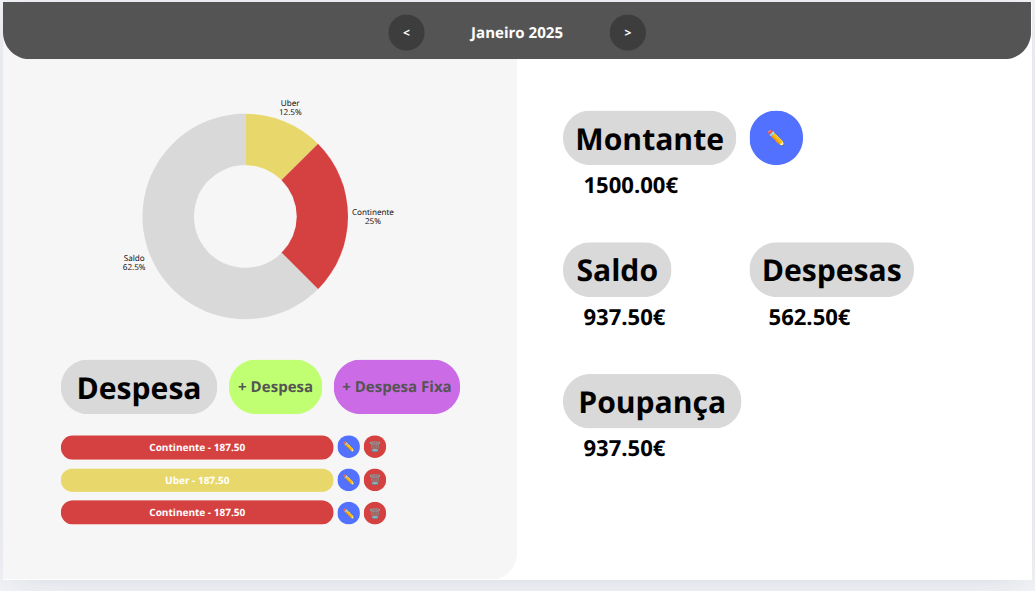 <
Janeiro 2025
>
Uber
12.5%
Continente
25%
Saldo
62.5%
Despesa
+ Despesa
+ Despesa Fixa
Continente - 187.50
Uber - 187.50
Continente - 187.50
Montante
1500.00€
Saldo
937.50€
Despesas
562.50€
Poupança
937.50€